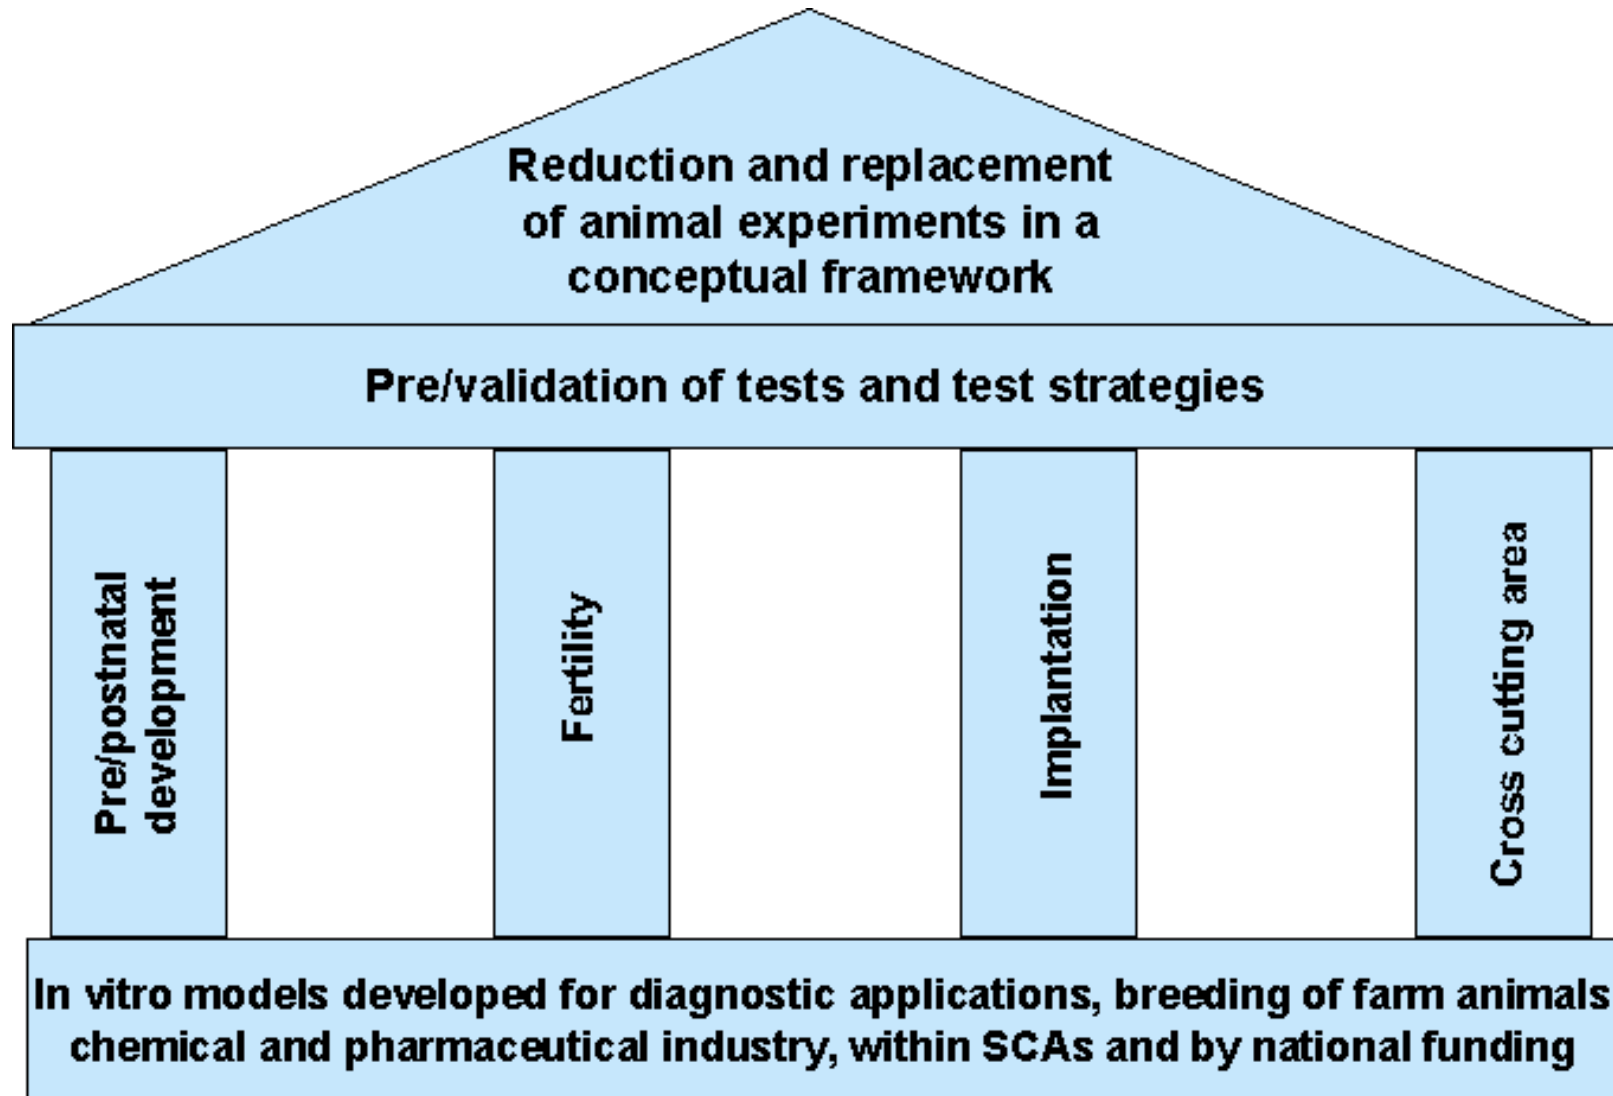 Reduction and replacement
of animal experiments in a
conceptual framework
Pre/validation of tests and test strategies
Pre/postnatal
development
Fertility
Implantation
Cross cutting area
In vitro models developed for diagnostic applications, breeding of farm animals
chemical and pharmaceutical industry, within SCAs and by national funding